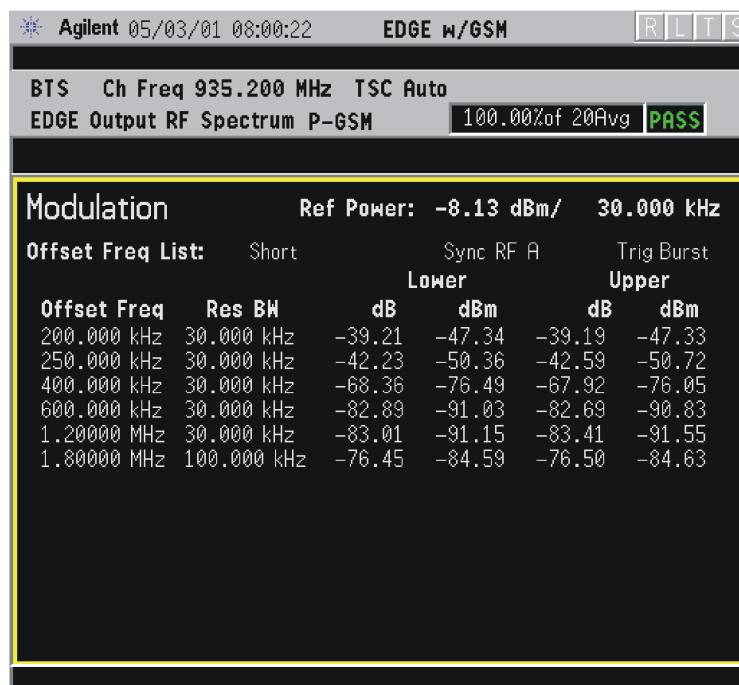 Agilent 05/03/01 08:00:22 EDGE w/GSM R L T S
BTS Ch Freq 935.200 MHz TSC Auto
EDGE Output RF Spectrum P-GSM 100.00%of 20Avg PASS
Modulation Ref Power: -8.13 dBm/ 30.000 kHz
Offset Freq List: Short Sync RF A Trig Burst
Lower Upper
Offset Freq Res BW dB dBm dB dBm
200.000 kHz 30.000 kHz -39.21 -47.34 -39.19 -47.33
250.000 kHz 30.000 kHz -42.23 -50.36 -42.59 -50.72
400.000 kHz 30.000 kHz -68.36 -76.49 -67.92 -76.05
600.000 kHz 30.000 kHz -82.89 -91.03 -82.69 -90.83
1.20000 MHz 30.000 kHz -83.01 -91.15 -83.41 -91.55
1.80000 MHz 100.000 kHz -76.45 -84.59 -76.50 -84.63